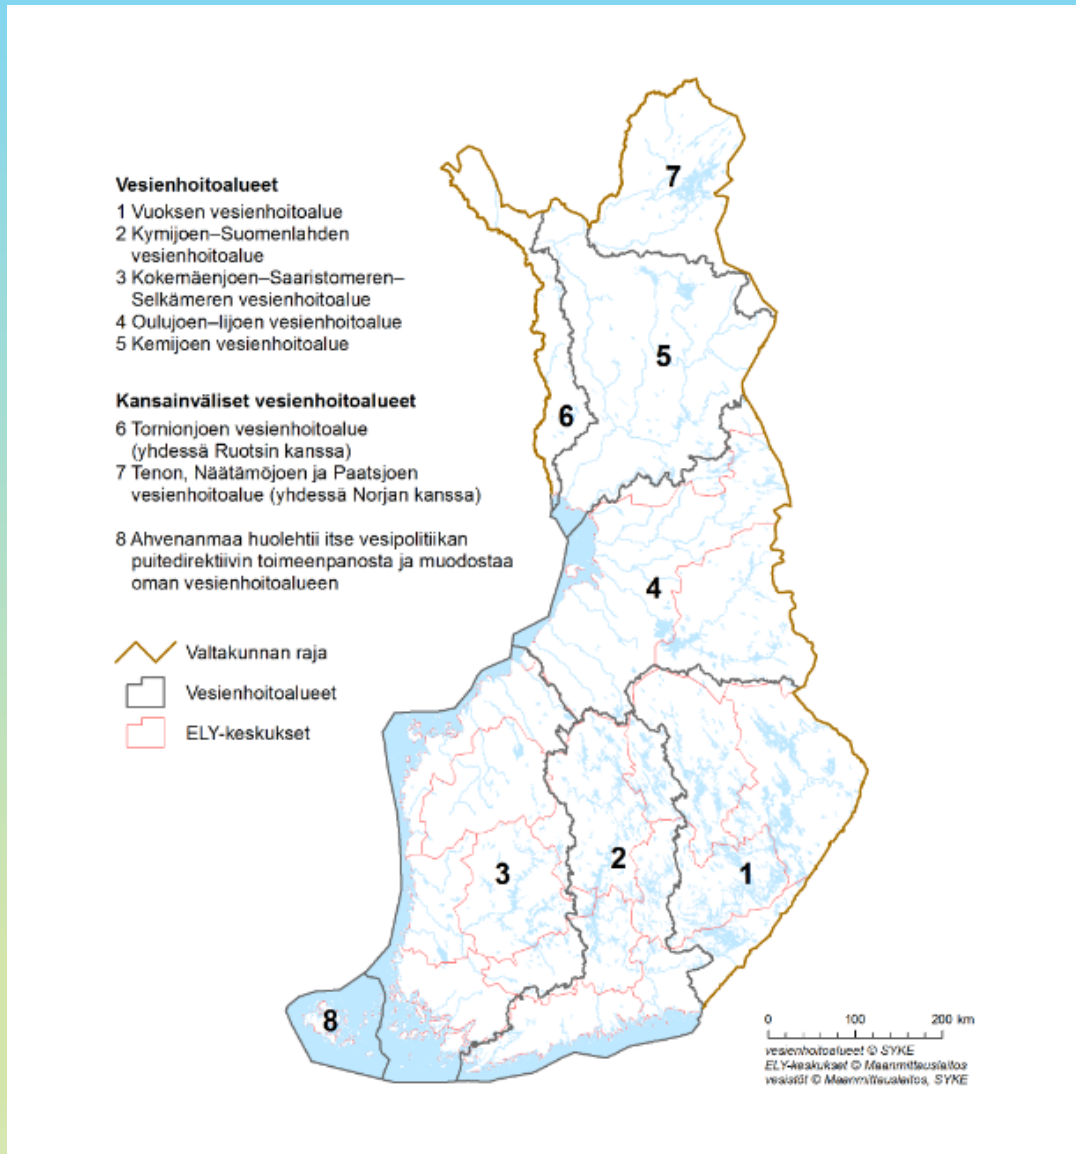 Vesienhoitoalueet
1 Vuoksen vesienhoitoalue
2 Kymijoen–Suomenlahden
vesienhoitoalue
3 Kokemäenjoen–Saaristomeren–
Selkämeren vesienhoitoalue
4 Oulujoen–Iijoen vesienhoitoalue
5 Kemijoen vesienhoitoalue
Kansainväliset vesienhoitoalueet
6 Tornionjoen vesienhoitoalue
(yhdessä Ruotsin kanssa)
7 Tenon, Näätämöjoen ja Paatsjoen
vesienhoitoalue (yhdessä Norjan kanssa)
8 Ahvenanmaa huolehtii itse vesipolitiikan
puitedirektiivin toimeenpanosta ja muodostaa
oman vesienhoitoalueen
Valtakunnan raja
Vesienhoitoalueet
ELY-keskukset
7
5
6
4
3
2
1
8
0 100 200 km
vesienhoitoalueet © SYKE
ELY-keskukset © Maanmittauslaitos
vesistöt © Maanmittauslaitos, SYKE